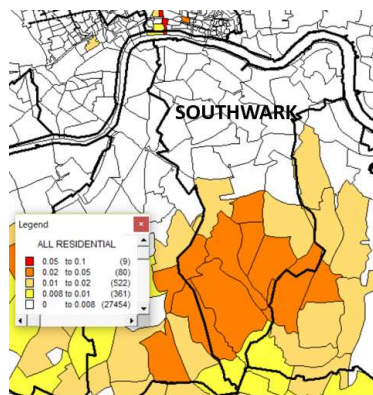 SOUTHWARK
Legend
ALL RESIDENTIAL
0.05 to 0.1 (9)
0.02 to 0.05 (80)
0.01 to 0.02 (522)
0.008 to 0.01 (361)
0 to 0.008 (27454)